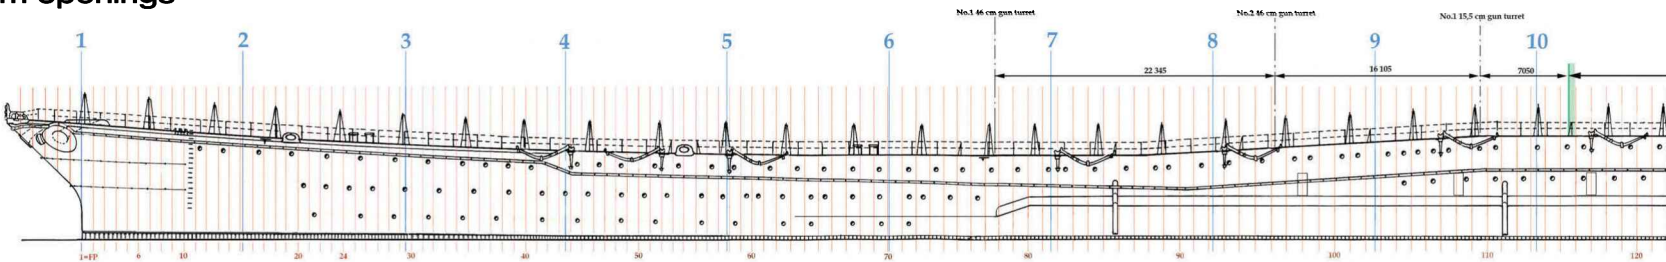 openings
No.1 46 cm gun turret
No.2 46 cm gun turret
No.1 15,5 cm gun turret
1 2 3 4 5 6 7 8 9 10
22 345 16 105 7050
1=FP 6 10 20 24 30 40 50 60 70 80 90 100 110 120